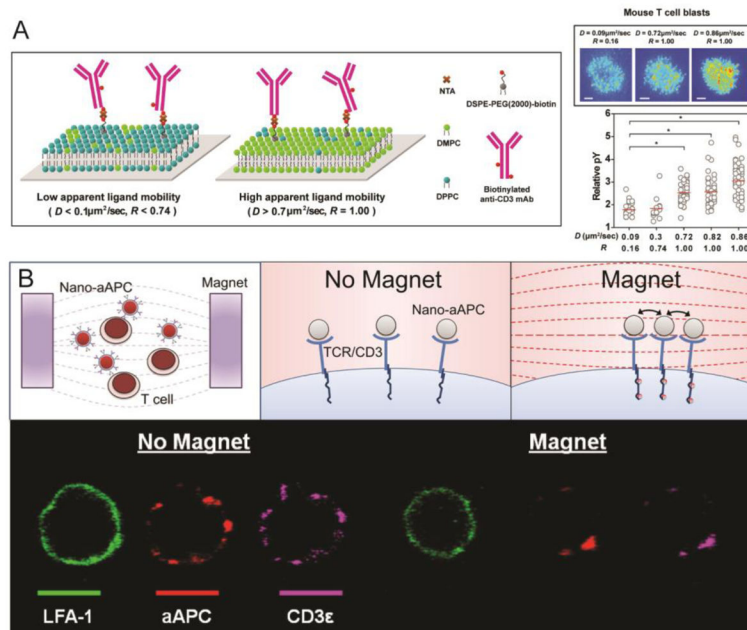 A
Mouse T cell blasts
D = 0.09μm²/sec
R = 0.16
D = 0.72μm²/sec
R = 1.00
D = 0.86μm²/sec
R = 1.00
NTA
DSPE-PEG(2000)-biotin
DMPC
DPPC
Biotinylated
anti-CD3 mAb
Low apparent ligand mobility
( D < 0.1μm²/sec, R < 0.74 )
High apparent ligand mobility
( D > 0.7μm²/sec, R = 1.00 )
Relative pY
6
5
4
3
2
1
* 
*
*
0.09 0.3 0.72 0.82 0.86 D (μm²/sec)
0.16 0.74 1.00 1.00 1.00 R
B
Nano-aAPC
Magnet
T cell
No Magnet
Nano-aAPC
TCR/CD3
Magnet
No Magnet
Magnet
LFA-1
aAPC
CD3ε